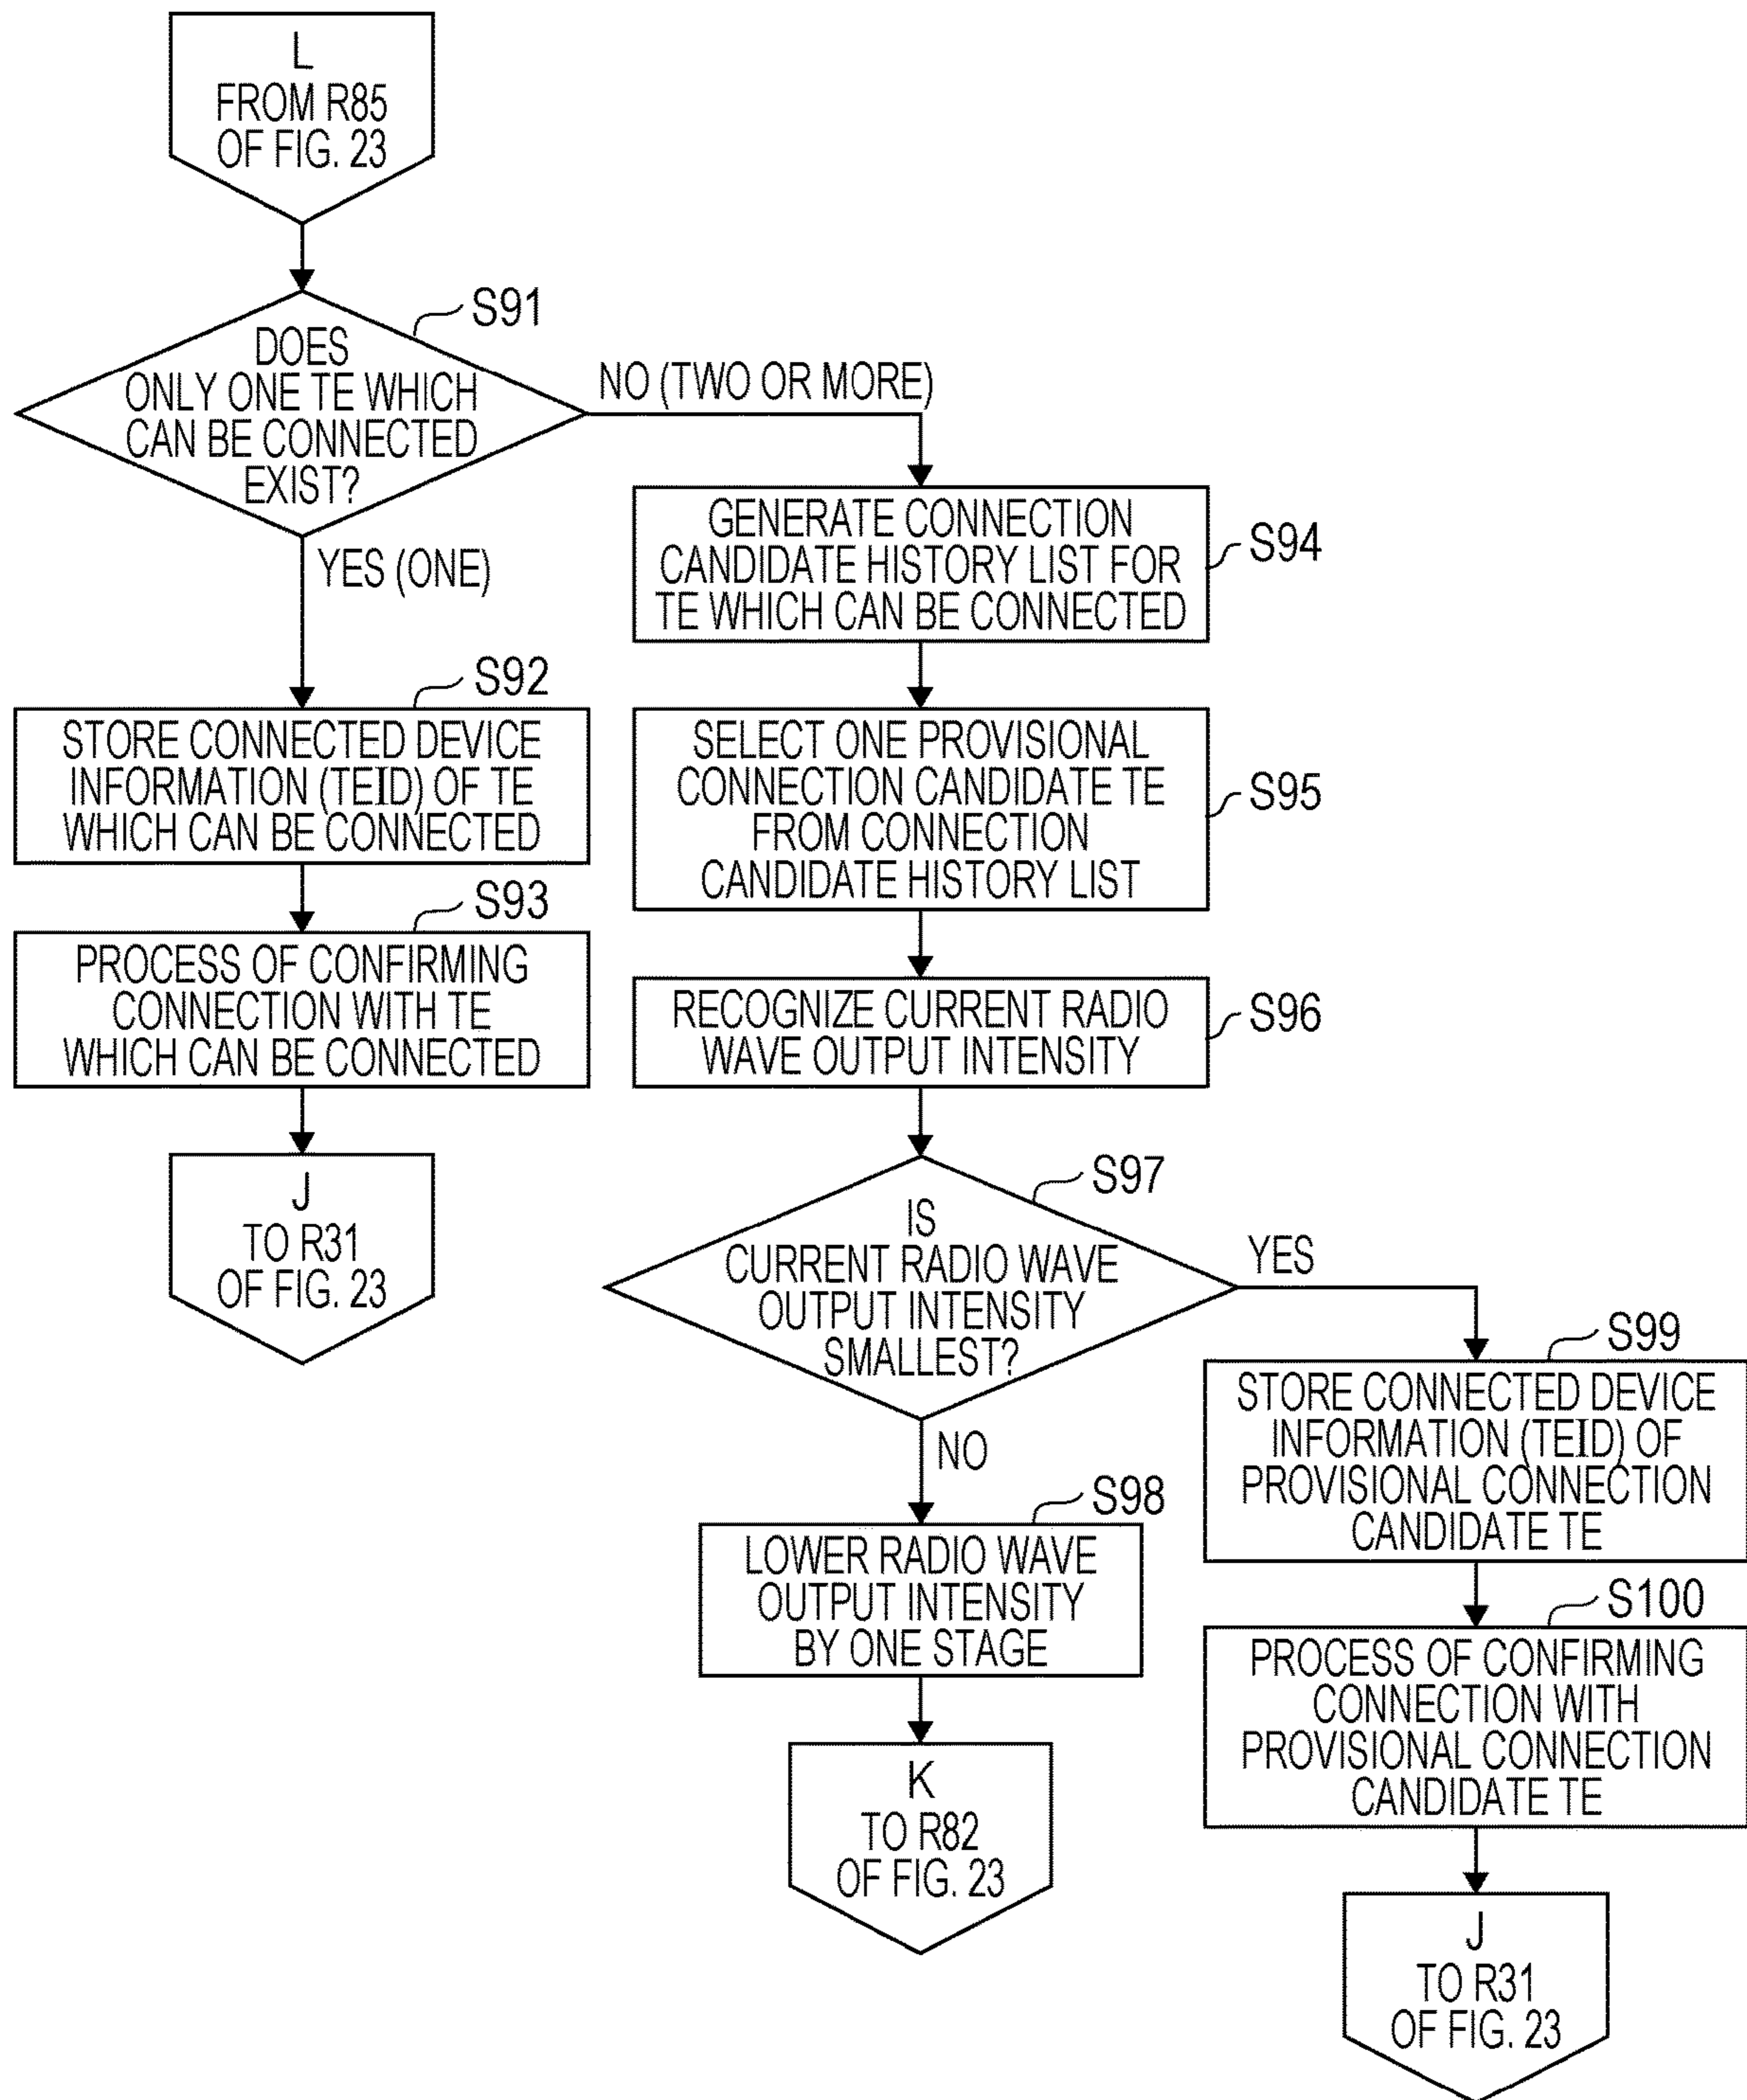 L
FROM R85
OF FIG. 23
S91
DOES
ONLY ONE TE WHICH
CAN BE CONNECTED
EXIST?
NO (TWO OR MORE)
YES (ONE)
S92
STORE CONNECTED DEVICE
INFORMATION (TEID) OF TE
WHICH CAN BE CONNECTED
S93
PROCESS OF CONFIRMING
CONNECTION WITH TE
WHICH CAN BE CONNECTED
J
TO R31
OF FIG. 23
GENERATE CONNECTION
CANDIDATE HISTORY LIST FOR
TE WHICH CAN BE CONNECTED
S94
SELECT ONE PROVISIONAL
CONNECTION CANDIDATE TE
FROM CONNECTION
CANDIDATE HISTORY LIST
S95
RECOGNIZE CURRENT RADIO
WAVE OUTPUT INTENSITY
S96
S97
IS
CURRENT RADIO WAVE
OUTPUT INTENSITY
SMALLEST?
YES
NO
S98
LOWER RADIO WAVE
OUTPUT INTENSITY
BY ONE STAGE
K
TO R82
OF FIG. 23
S99
STORE CONNECTED DEVICE
INFORMATION (TEID) OF
PROVISIONAL CONNECTION
CANDIDATE TE
S100
PROCESS OF CONFIRMING
CONNECTION WITH
PROVISIONAL CONNECTION
CANDIDATE TE
J
TO R31
OF FIG. 23